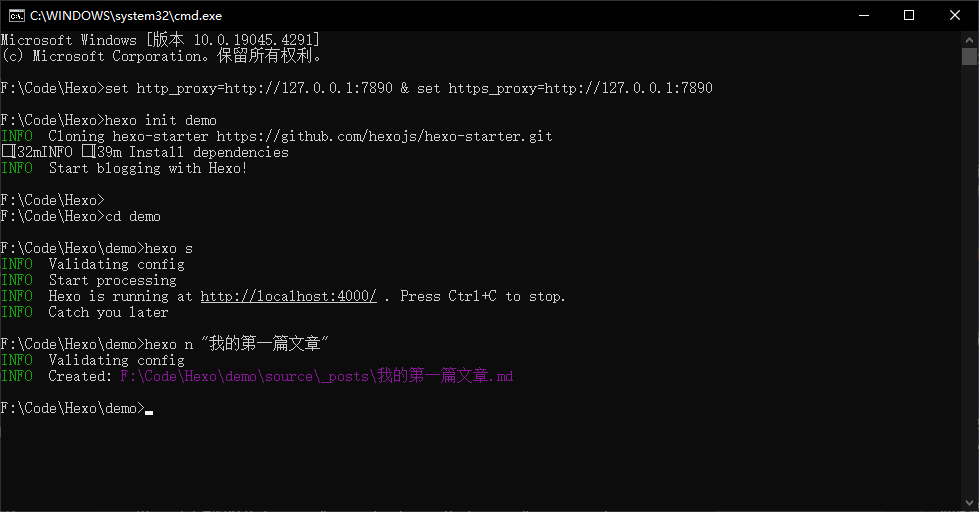 C:\WINDOWS\system32\cmd.exe
Microsoft Windows [版本 10.0.19045.4291]
(c) Microsoft Corporation。保留所有权利。
F:\Code\Hexo>set http_proxy=http://127.0.0.1:7890 & set https_proxy=http://127.0.0.1:7890
F:\Code\Hexo>hexo init demo
INFO  Cloning hexo-starter https://github.com/hexojs/hexo-starter.git
□[32mINFO □[39m Install dependencies
INFO  Start blogging with Hexo!
F:\Code\Hexo>
F:\Code\Hexo>cd demo
F:\Code\Hexo\demo>hexo s
INFO  Validating config
INFO  Start processing
INFO  Hexo is running at http://localhost:4000/ . Press Ctrl+C to stop.
INFO  Catch you later
F:\Code\Hexo\demo>hexo n "我的第一篇文章"
INFO  Validating config
INFO  Created: F:\Code\Hexo\demo\source\_posts\我的第一篇文章.md
F:\Code\Hexo\demo>